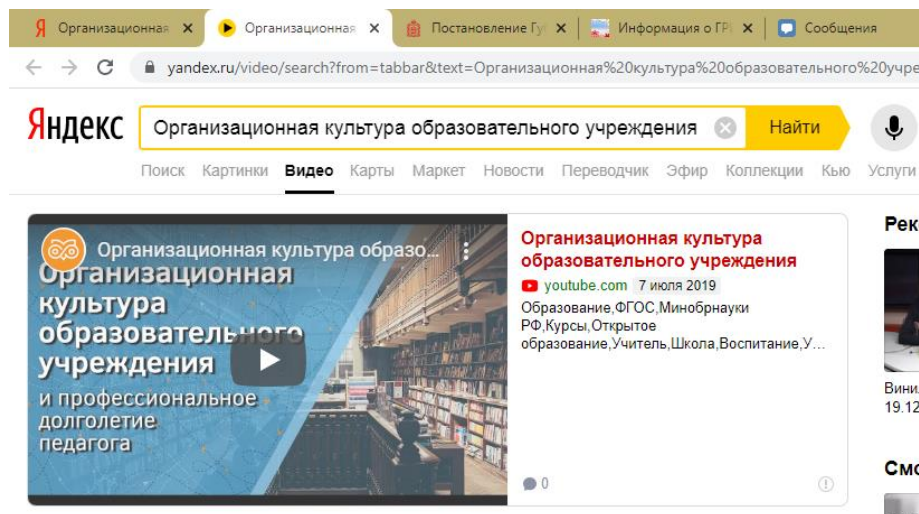 Я Организационная
Организационная
Постановление Гу
Информация о ГР
Сообщения
yandex.ru/video/search?from=tabbar&text=Организационная%20культура%20образовательного%20учре
Яндекс
Организационная культура образовательного учреждения
Найти
Поиск Картинки Видео Карты Маркет Новости Переводчик Эфир Коллекции Кью Услуги
Организационная культура образо...
Организационная
культура
образовательного
учреждения
и профессиональное
долголетие
педагога
Организационная культура
образовательного учреждения
youtube.com 7 июля 2019
Образование,ФГОС,Минобрнауки
РФ,Курсы,Открытое
образование,Учитель,Школа,Воспитание,У...
0
Рек
Вини
19.12
Смо